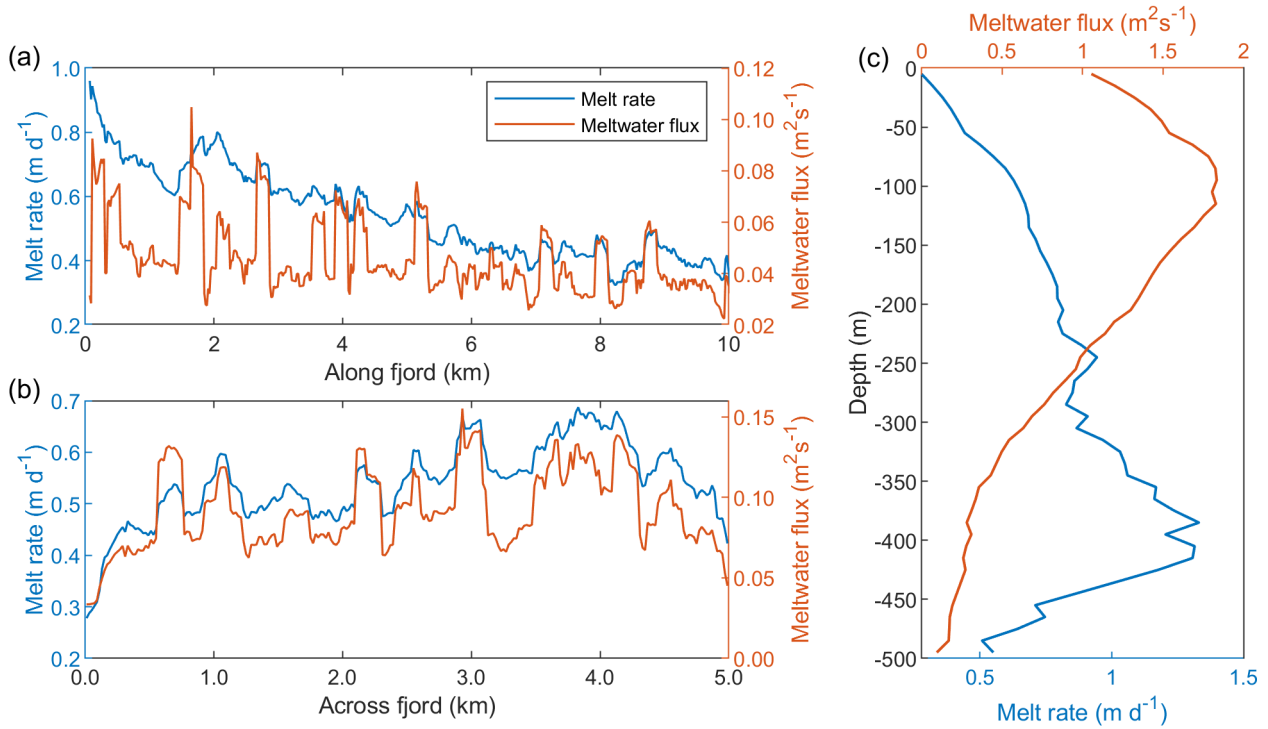 (a)
1.0
0.8
0.6
0.4
0.2
Melt rate (m d⁻¹)
0.12
0.10
0.08
0.06
0.04
0.02
Meltwater flux (m²s⁻¹)
Melt rate
Meltwater flux
0 2 4 6 8 10
Along fjord (km)
(b)
0.7
0.6
0.5
0.4
0.3
0.2
Melt rate (m d⁻¹)
0.15
0.10
0.05
0.00
Meltwater flux (m²s⁻¹)
0.0 1.0 2.0 3.0 4.0 5.0
Across fjord (km)
(c)
Meltwater flux (m²s⁻¹)
0 0.5 1 1.5 2
0
-50
-100
-150
-200
-250
-300
-350
-400
-450
-500
Depth (m)
0.5 1 1.5
Melt rate (m d⁻¹)